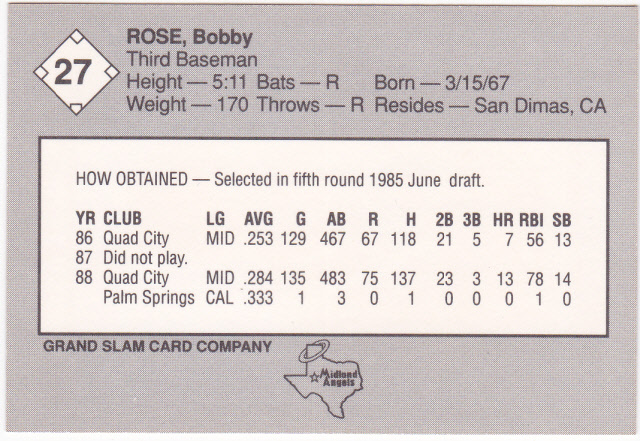 27
ROSE, Bobby
Third Baseman
Height — 5:11 Bats — R Born — 3/15/67
Weight — 170 Throws — R Resides — San Dimas, CA
HOW OBTAINED — Selected in fifth round 1985 June draft.
YR CLUB LG AVG G AB R H 2B 3B HR RBI SB
86 Quad City MID .253 129 467 67 118 21 5 7 56 13
87 Did not play.
88 Quad City MID .284 135 483 75 137 23 3 13 78 14
Palm Springs CAL .333 1 3 0 1 0 0 0 1 0
GRAND SLAM CARD COMPANY
Midland
Angels